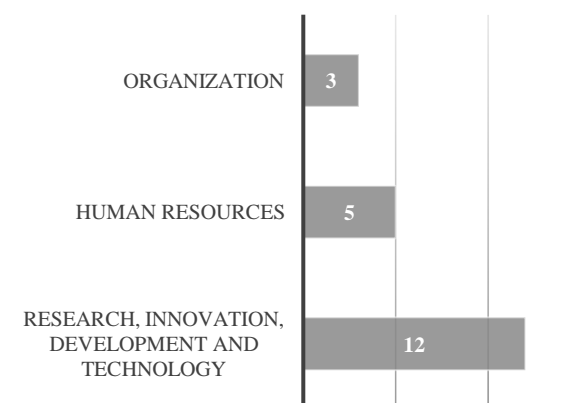 ORGANIZATION
3
HUMAN RESOURCES
5
RESEARCH, INNOVATION,
DEVELOPMENT AND
TECHNOLOGY
12